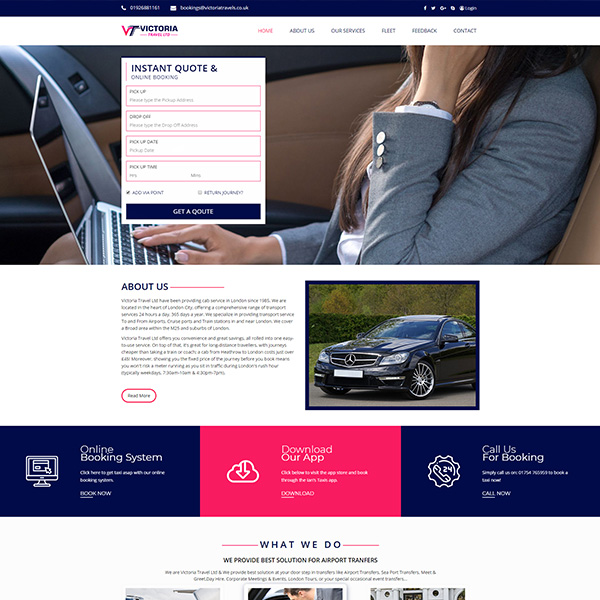 01926881161 bookings@victoriatravels.co.uk Login
VT VICTORIA
TRAVEL LTD
HOME ABOUT US OUR SERVICES FLEET FEEDBACK CONTACT
INSTANT QUOTE &
ONLINE BOOKING
PICK UP
Please type the Pickup Address
DROP OFF
Please type the Drop Off Address
PICK UP DATE
Pickup Date
PICK UP TIME
Hrs Mins
ADD VIA POINT RETURN JOURNEY?
GET A QOUTE
ABOUT US
Victoria Travel Ltd have been providing cab service in London since 1985. We are
located in the heart of London City, offering a comprehensive range of transport
services 24 hours a day, 365 days a year. We specialize in providing transport service
To and From Airports, Cruise ports and Train stations in and near London. We cover
a Broad area within the M25 and suburbs of London.
Victoria Travel Ltd offers you convenience and great savings, all rolled into one easy-
to-use service. On top of that, it's great for long-distance travellers, with journeys
cheaper than taking a train or coach; a cab from Heathrow to London costs just over
£46! Moreover, showing you the fixed price of the journey before you book means
you won't risk a meter running as you sit in traffic during London's rush hour
(typically weekdays, 7:30am-10am & 4:30pm-7pm).
Read More
Online
Booking System
Click here to get taxi asap with our online
booking system.
BOOK NOW
Download
Our App
Click below to visit the app store and book
through the Ian's Taxis app.
DOWNLOAD
24
Call Us
For Booking
Simply call us on: 01754 765959 to book a
taxi now!
CALL NOW
WHAT WE DO
WE PROVIDE BEST SOLUTION FOR AIRPORT TRANFERS
We are Victoria Travel Ltd & We provide best solution at your door step in transfers like Airport Transfers, Sea Port Transfers, Meet &
Greet,Day Hire, Corporate Meetings & Events, London Tours, or your special occasional event transfers...